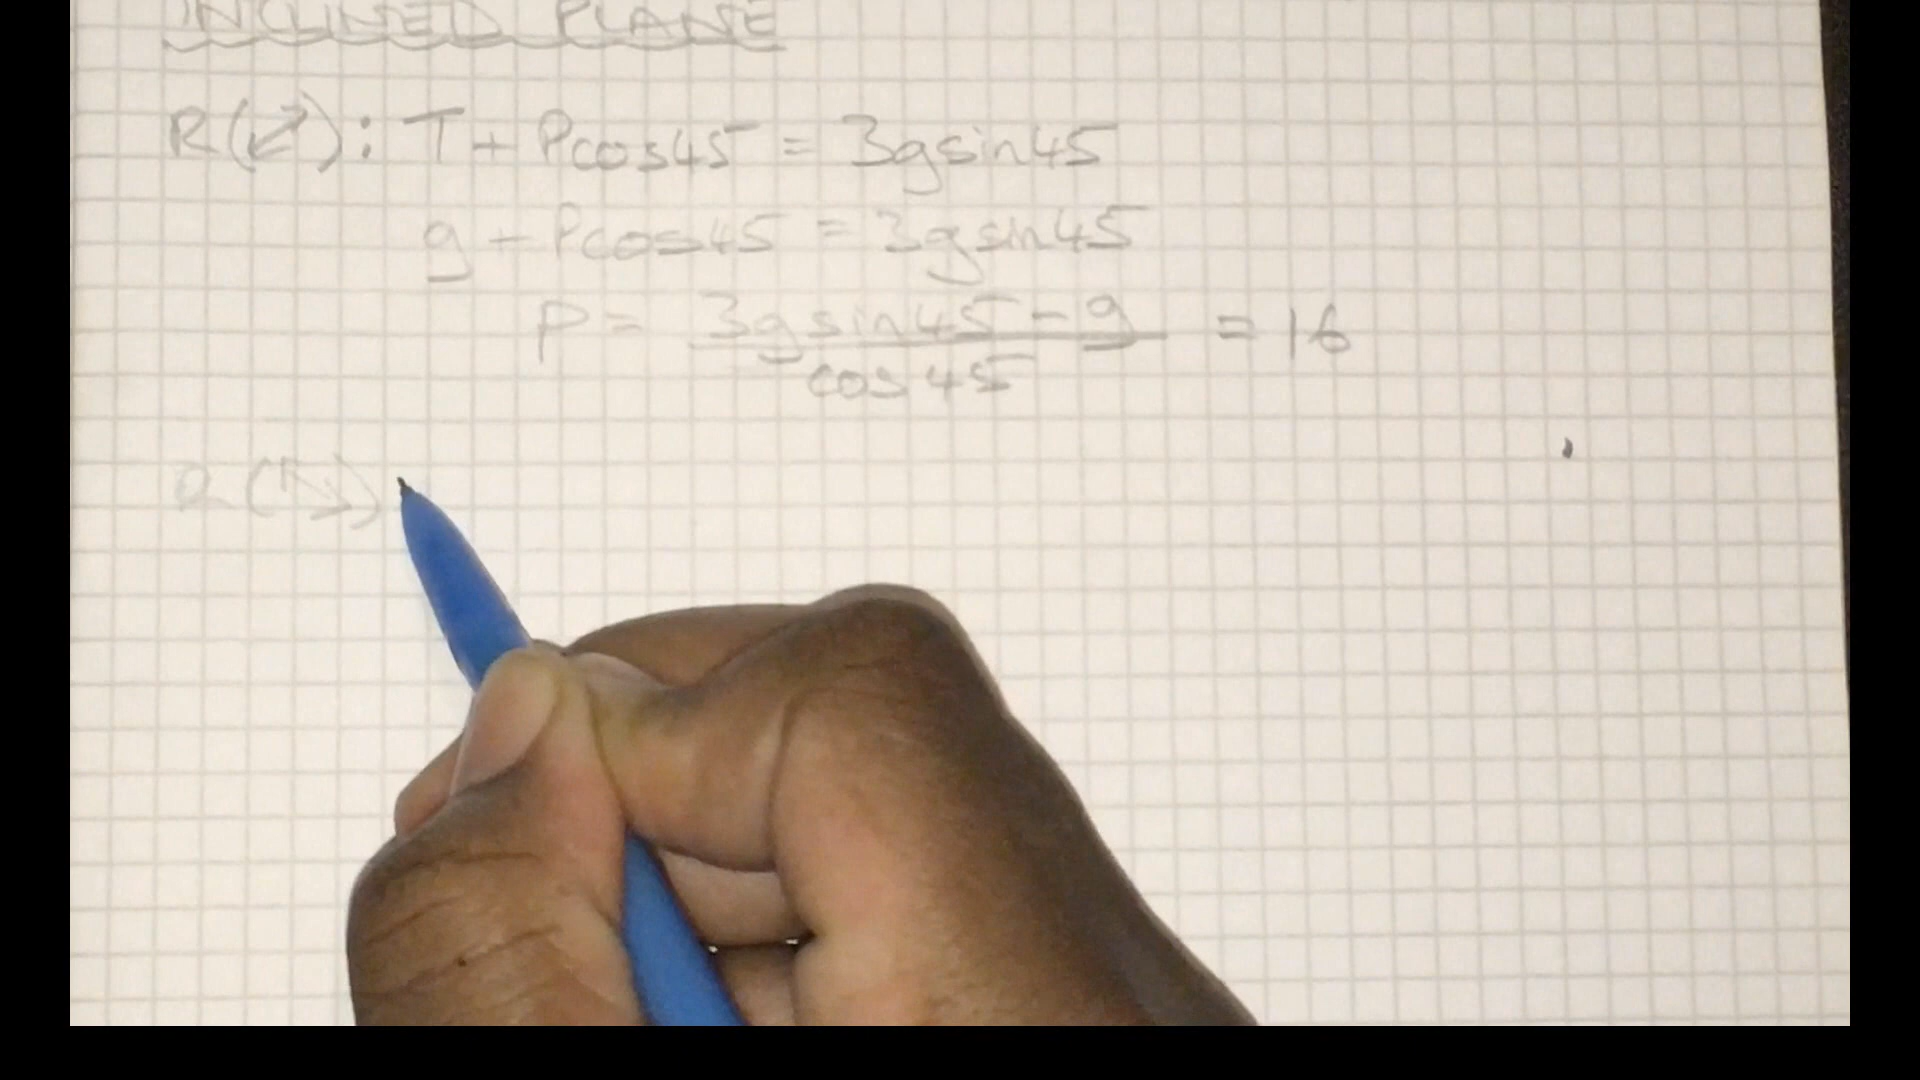 INCLINED PLANE
R(↗↙): T + Pcos45 = 3gsin45
g + Pcos45 = 3gsin45
P = (3gsin45 - g)/cos45 = 16
R(↖↘)